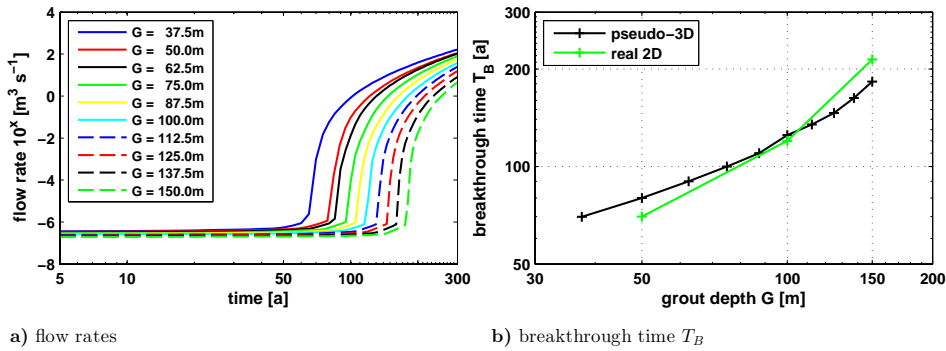 4
2
0
−2
−4
−6
−8
flow rate 10^x [m^3 s^−1]
G = 37.5m
G = 50.0m
G = 62.5m
G = 75.0m
G = 87.5m
G = 100.0m
G = 112.5m
G = 125.0m
G = 137.5m
G = 150.0m
5 10 50 100 300
time [a]
300
200
100
50
breakthrough time T_B [a]
pseudo−3D
real 2D
30 50 100 150 200
grout depth G [m]
a) flow rates
b) breakthrough time T_B